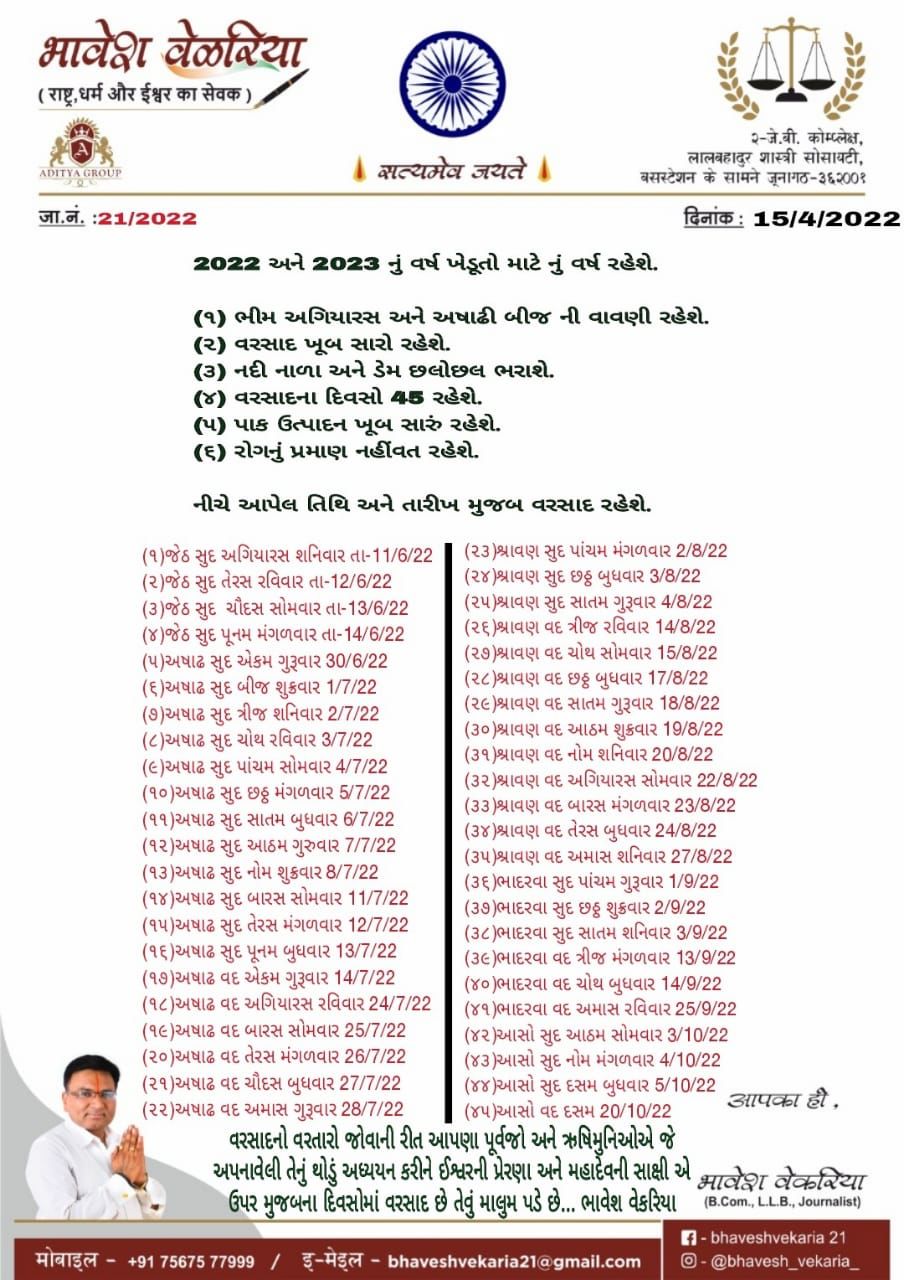 भावेश वेकरिया
( राष्ट्र,धर्म और ईश्वर का सेवक )
A
ADITYA GROUP
सत्यमेव जयते
२-जे.बी. कोम्प्लेक्ष,
लालबहादुर शास्त्री सोसायटी,
बसस्टेशन के सामने जूनागढ-३६२००१
जा.नं. :21/2022
दिनांक : 15/4/2022
2022 અને 2023 નું વર્ષ ખેડૂતો માટે નું વર્ષ રહેશે.
(૧) ભીમ અગિયારસ અને અષાઢી બીજ ની વાવણી રહેશે.
(૨) વરસાદ ખૂબ સારો રહેશે.
(૩) નદી નાળા અને ડેમ છલોછલ ભરાશે.
(૪) વરસાદના દિવસો 45 રહેશે.
(૫) પાક ઉત્પાદન ખૂબ સારું રહેશે.
(૬) રોગનું પ્રમાણ નહીંવત રહેશે.
નીચે આપેલ તિથિ અને તારીખ મુજબ વરસાદ રહેશે.
(૧)જેઠ સુદ અગિયારસ શનિવાર તા-11/6/22
(૨)જેઠ સુદ તેરસ રવિવાર તા-12/6/22
(૩)જેઠ સુદ ચૌદસ સોમવાર તા-13/6/22
(૪)જેઠ સુદ પૂનમ મંગળવાર તા-14/6/22
(૫)અષાઢ સુદ એકમ ગુરૂવાર 30/6/22
(૬)અષાઢ સુદ બીજ શુક્રવાર 1/7/22
(૭)અષાઢ સુદ ત્રીજ શનિવાર 2/7/22
(૮)અષાઢ સુદ ચોથ રવિવાર 3/7/22
(૯)અષાઢ સુદ પાંચમ સોમવાર 4/7/22
(૧૦)અષાઢ સુદ છઠ્ઠ મંગળવાર 5/7/22
(૧૧)અષાઢ સુદ સાતમ બુધવાર 6/7/22
(૧૨)અષાઢ સુદ આઠમ ગુરુવાર 7/7/22
(૧૩)અષાઢ સુદ નોમ શુક્રવાર 8/7/22
(૧૪)અષાઢ સુદ બારસ સોમવાર 11/7/22
(૧૫)અષાઢ સુદ તેરસ મંગળવાર 12/7/22
(૧૬)અષાઢ સુદ પૂનમ બુધવાર 13/7/22
(૧૭)અષાઢ વદ એકમ ગુરૂવાર 14/7/22
(૧૮)અષાઢ વદ અગિયારસ રવિવાર 24/7/22
(૧૯)અષાઢ વદ બારસ સોમવાર 25/7/22
(૨૦)અષાઢ વદ તેરસ મંગળવાર 26/7/22
(૨૧)અષાઢ વદ ચૌદસ બુધવાર 27/7/22
(૨૨)અષાઢ વદ અમાસ ગુરૂવાર 28/7/22
(૨૩)શ્રાવણ સુદ પાંચમ મંગળવાર 2/8/22
(૨૪)શ્રાવણ સુદ છઠ્ઠ બુધવાર 3/8/22
(૨૫)શ્રાવણ સુદ સાતમ ગુરૂવાર 4/8/22
(૨૬)શ્રાવણ વદ ત્રીજ રવિવાર 14/8/22
(૨૭)શ્રાવણ વદ ચોથ સોમવાર 15/8/22
(૨૮)શ્રાવણ વદ છઠ્ઠ બુધવાર 17/8/22
(૨૯)શ્રાવણ વદ સાતમ ગુરૂવાર 18/8/22
(૩૦)શ્રાવણ વદ આઠમ શુક્રવાર 19/8/22
(૩૧)શ્રાવણ વદ નોમ શનિવાર 20/8/22
(૩૨)શ્રાવણ વદ અગિયારસ સોમવાર 22/8/22
(૩૩)શ્રાવણ વદ બારસ મંગળવાર 23/8/22
(૩૪)શ્રાવણ વદ તેરસ બુધવાર 24/8/22
(૩૫)શ્રાવણ વદ અમાસ શનિવાર 27/8/22
(૩૬)ભાદરવા સુદ પાંચમ ગુરૂવાર 1/9/22
(૩૭)ભાદરવા સુદ છઠ્ઠ શુક્રવાર 2/9/22
(૩૮)ભાદરવા સુદ સાતમ શનિવાર 3/9/22
(૩૯)ભાદરવા વદ ત્રીજ મંગળવાર 13/9/22
(૪૦)ભાદરવા વદ ચોથ બુધવાર 14/9/22
(૪૧)ભાદરવા વદ અમાસ રવિવાર 25/9/22
(૪૨)આસો સુદ આઠમ સોમવાર 3/10/22
(૪૩)આસો સુદ નોમ મંગળવાર 4/10/22
(૪૪)આસો સુદ દસમ બુધવાર 5/10/22
(૪૫)આસો વદ દસમ 20/10/22
વરસાદનો વરતારો જોવાની રીત આપણા પૂર્વજો અને ઋષિમુનિઓએ જે
અપનાવેલી તેનું થોડું અધ્યયન કરીને ઈશ્વરની પ્રેરણા અને મહાદેવની સાક્ષી એ
ઉપર મુજબના દિવસોમાં વરસાદ છે તેવું માલુમ પડે છે... ભાવેશ વેકરિયા
आपका ही,
भावेश वेकरिया
(B.Com., L.L.B., Journalist)
मोबाइल – +91 75675 77999 / इ-मेइल – bhaveshvekaria21@gmail.com
- bhaveshvekaria 21
- @bhavesh_vekaria_